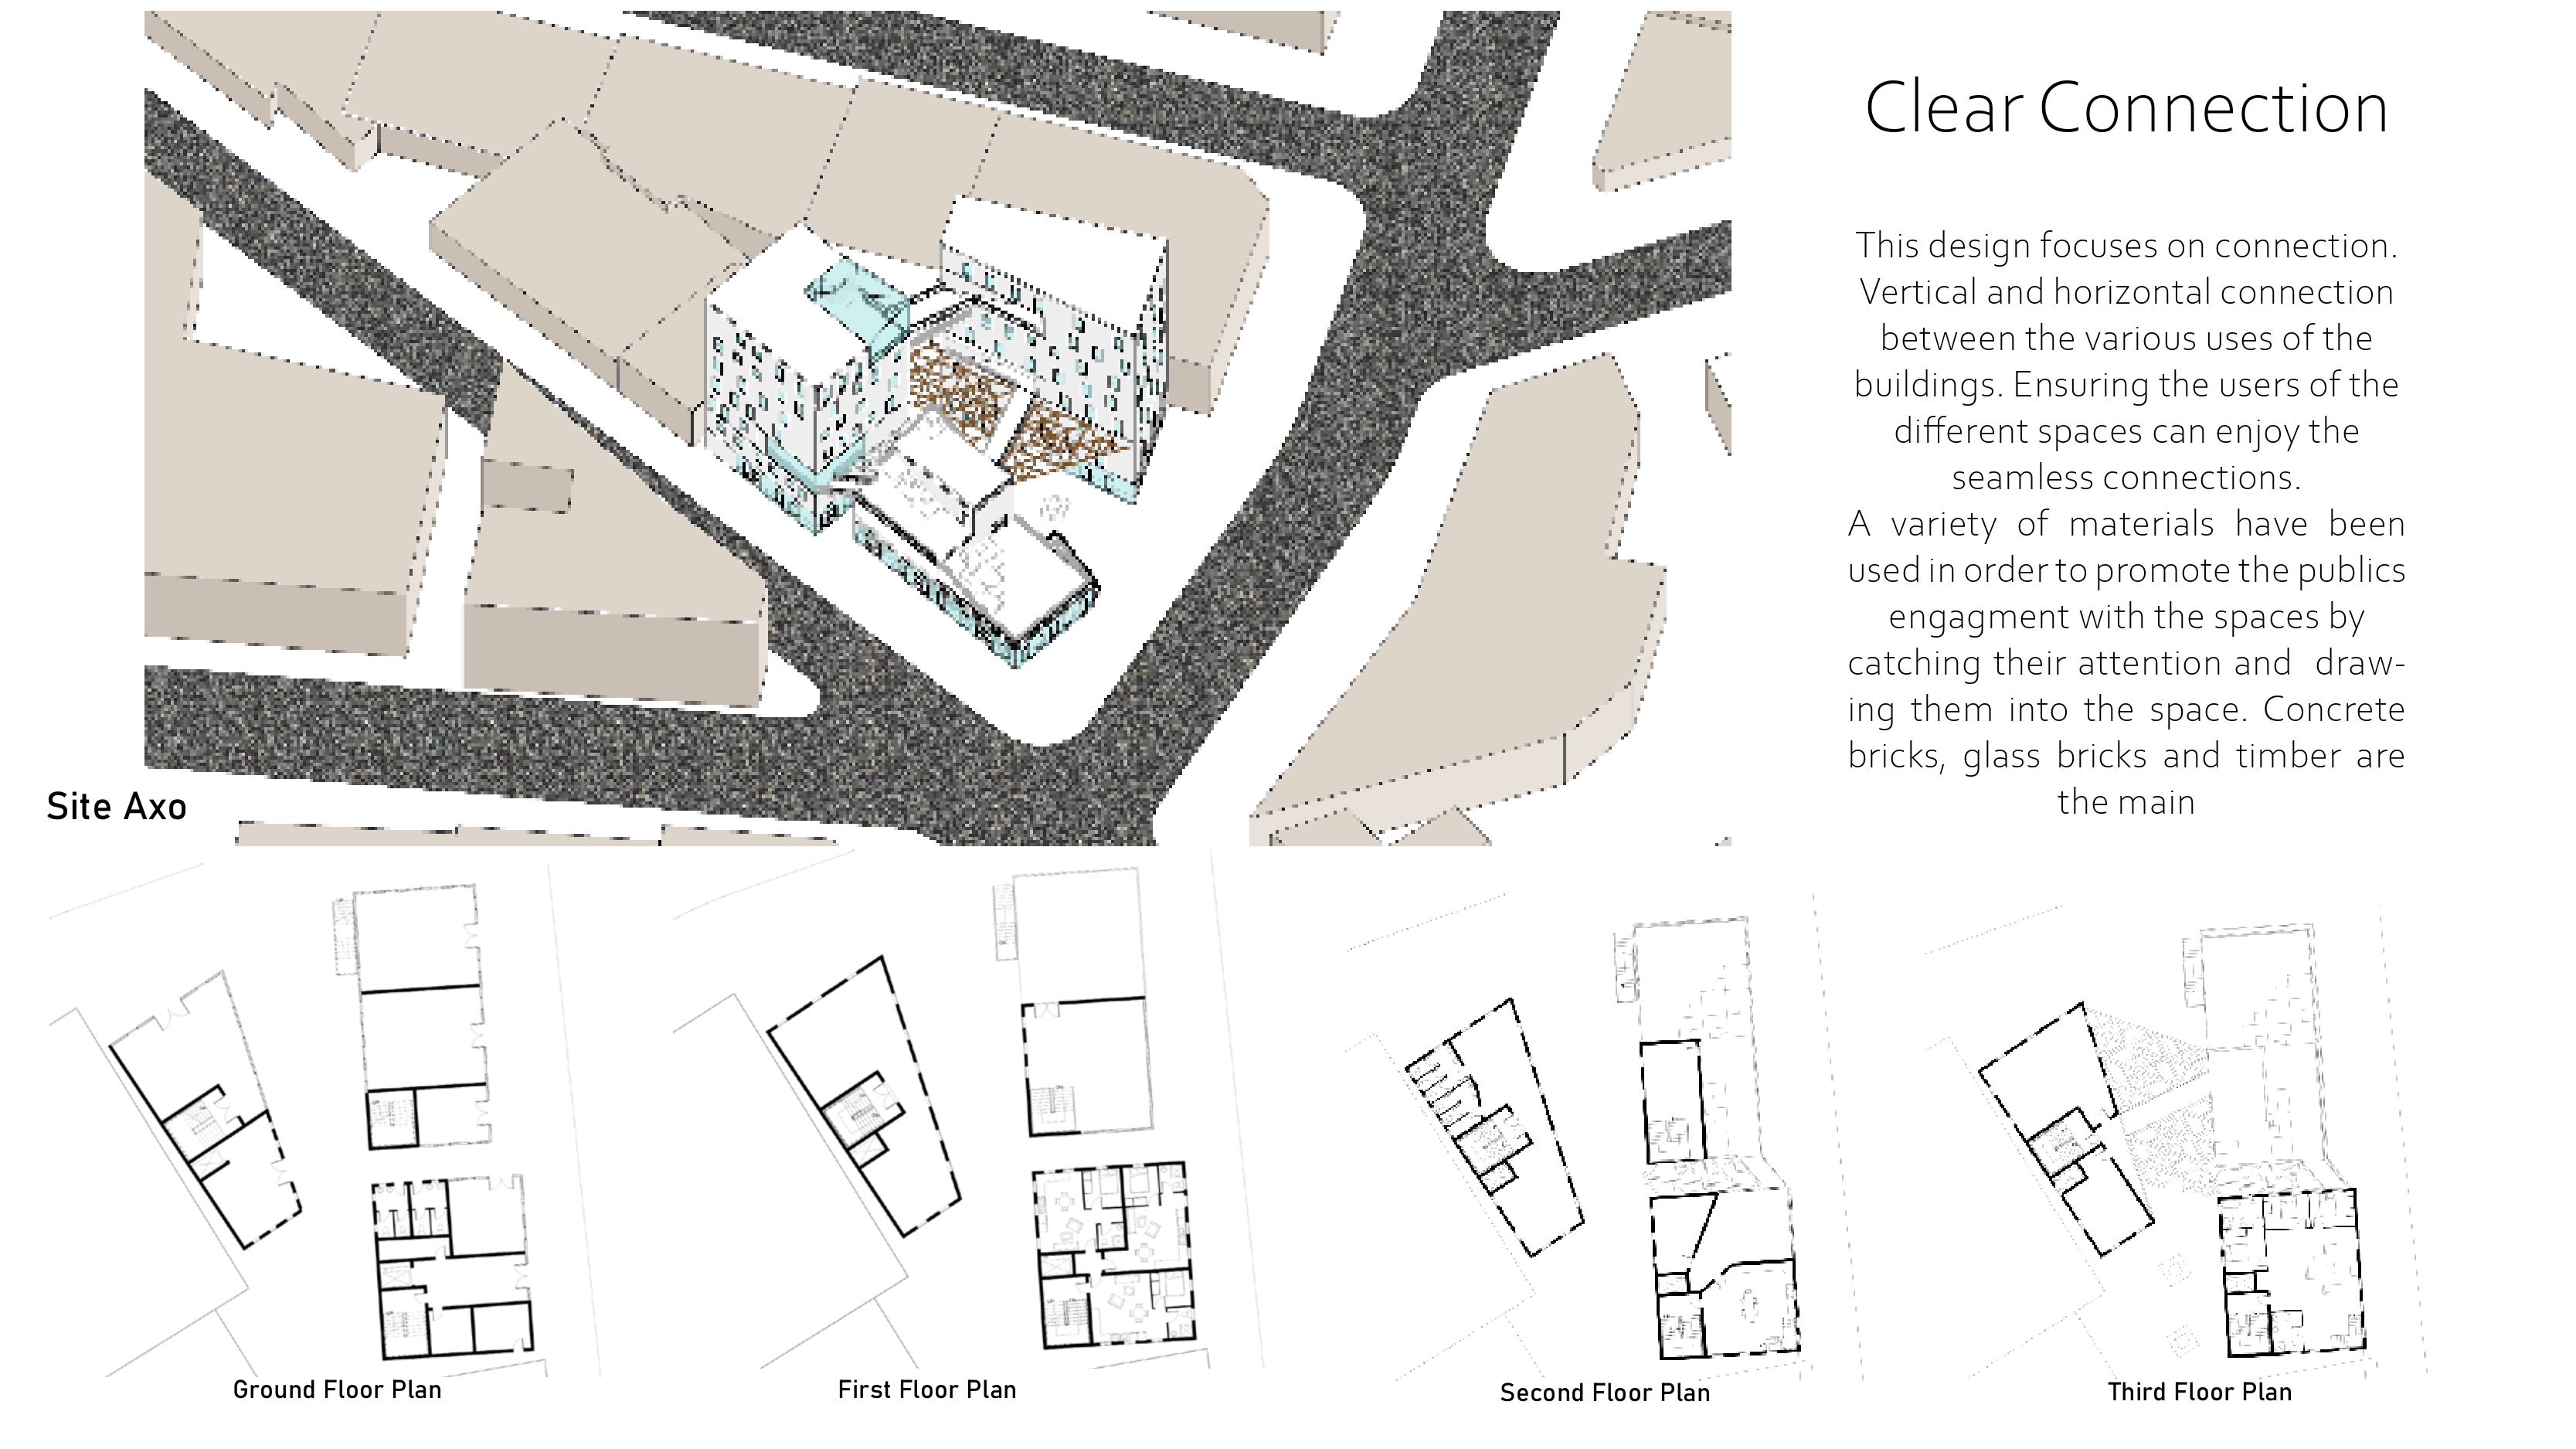 Clear Connection
This design focuses on connection.
Vertical and horizontal connection
between the various uses of the
buildings. Ensuring the users of the
different spaces can enjoy the
seamless connections.
A variety of materials have been
used in order to promote the publics
engagment with the spaces by
catching their attention and draw-
ing them into the space. Concrete
bricks, glass bricks and timber are
the main
Site Axo
Ground Floor Plan
First Floor Plan
Second Floor Plan
Third Floor Plan